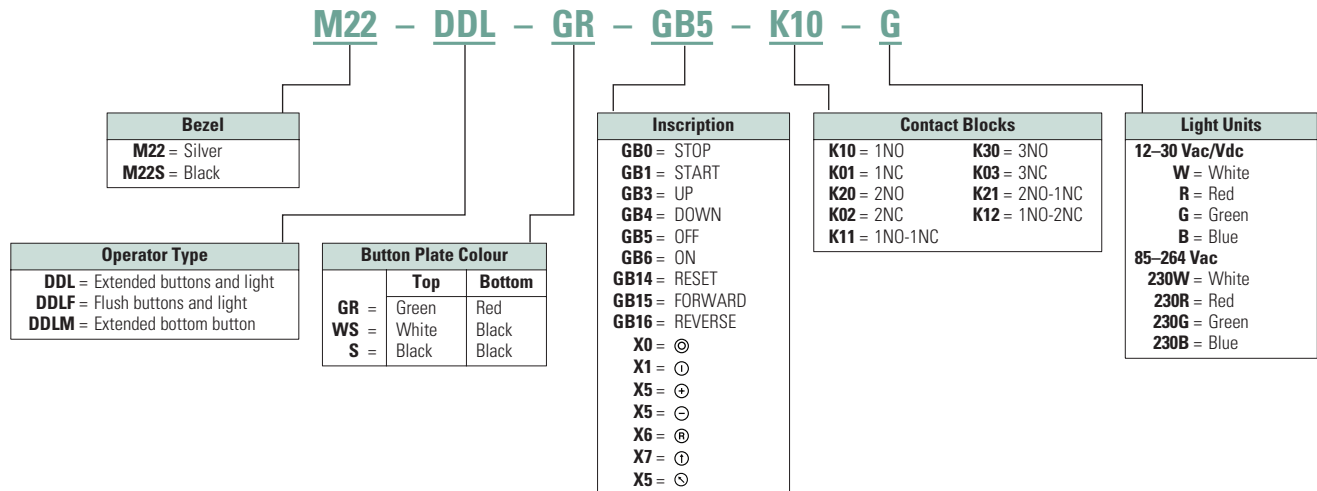 M22 – DDL – GR – GB5 – K10 – G
Bezel
M22 = Silver
M22S = Black
Operator Type
DDL = Extended buttons and light
DDLF = Flush buttons and light
DDLM = Extended bottom button
Button Plate Colour
Top Bottom
GR = Green Red
WS = White Black
S = Black Black
Inscription
GB0 = STOP
GB1 = START
GB3 = UP
GB4 = DOWN
GB5 = OFF
GB6 = ON
GB14 = RESET
GB15 = FORWARD
GB16 = REVERSE
X0 = ⌾
X1 = ⏼
X5 = ⊕
X5 = ⊖
X6 = ®
X7 = ↑
X5 = ↖
Contact Blocks
K10 = 1NO K30 = 3NO
K01 = 1NC K03 = 3NC
K20 = 2NO K21 = 2NO-1NC
K02 = 2NC K12 = 1NO-2NC
K11 = 1NO-1NC
Light Units
12–30 Vac/Vdc
W = White
R = Red
G = Green
B = Blue
85–264 Vac
230W = White
230R = Red
230G = Green
230B = Blue